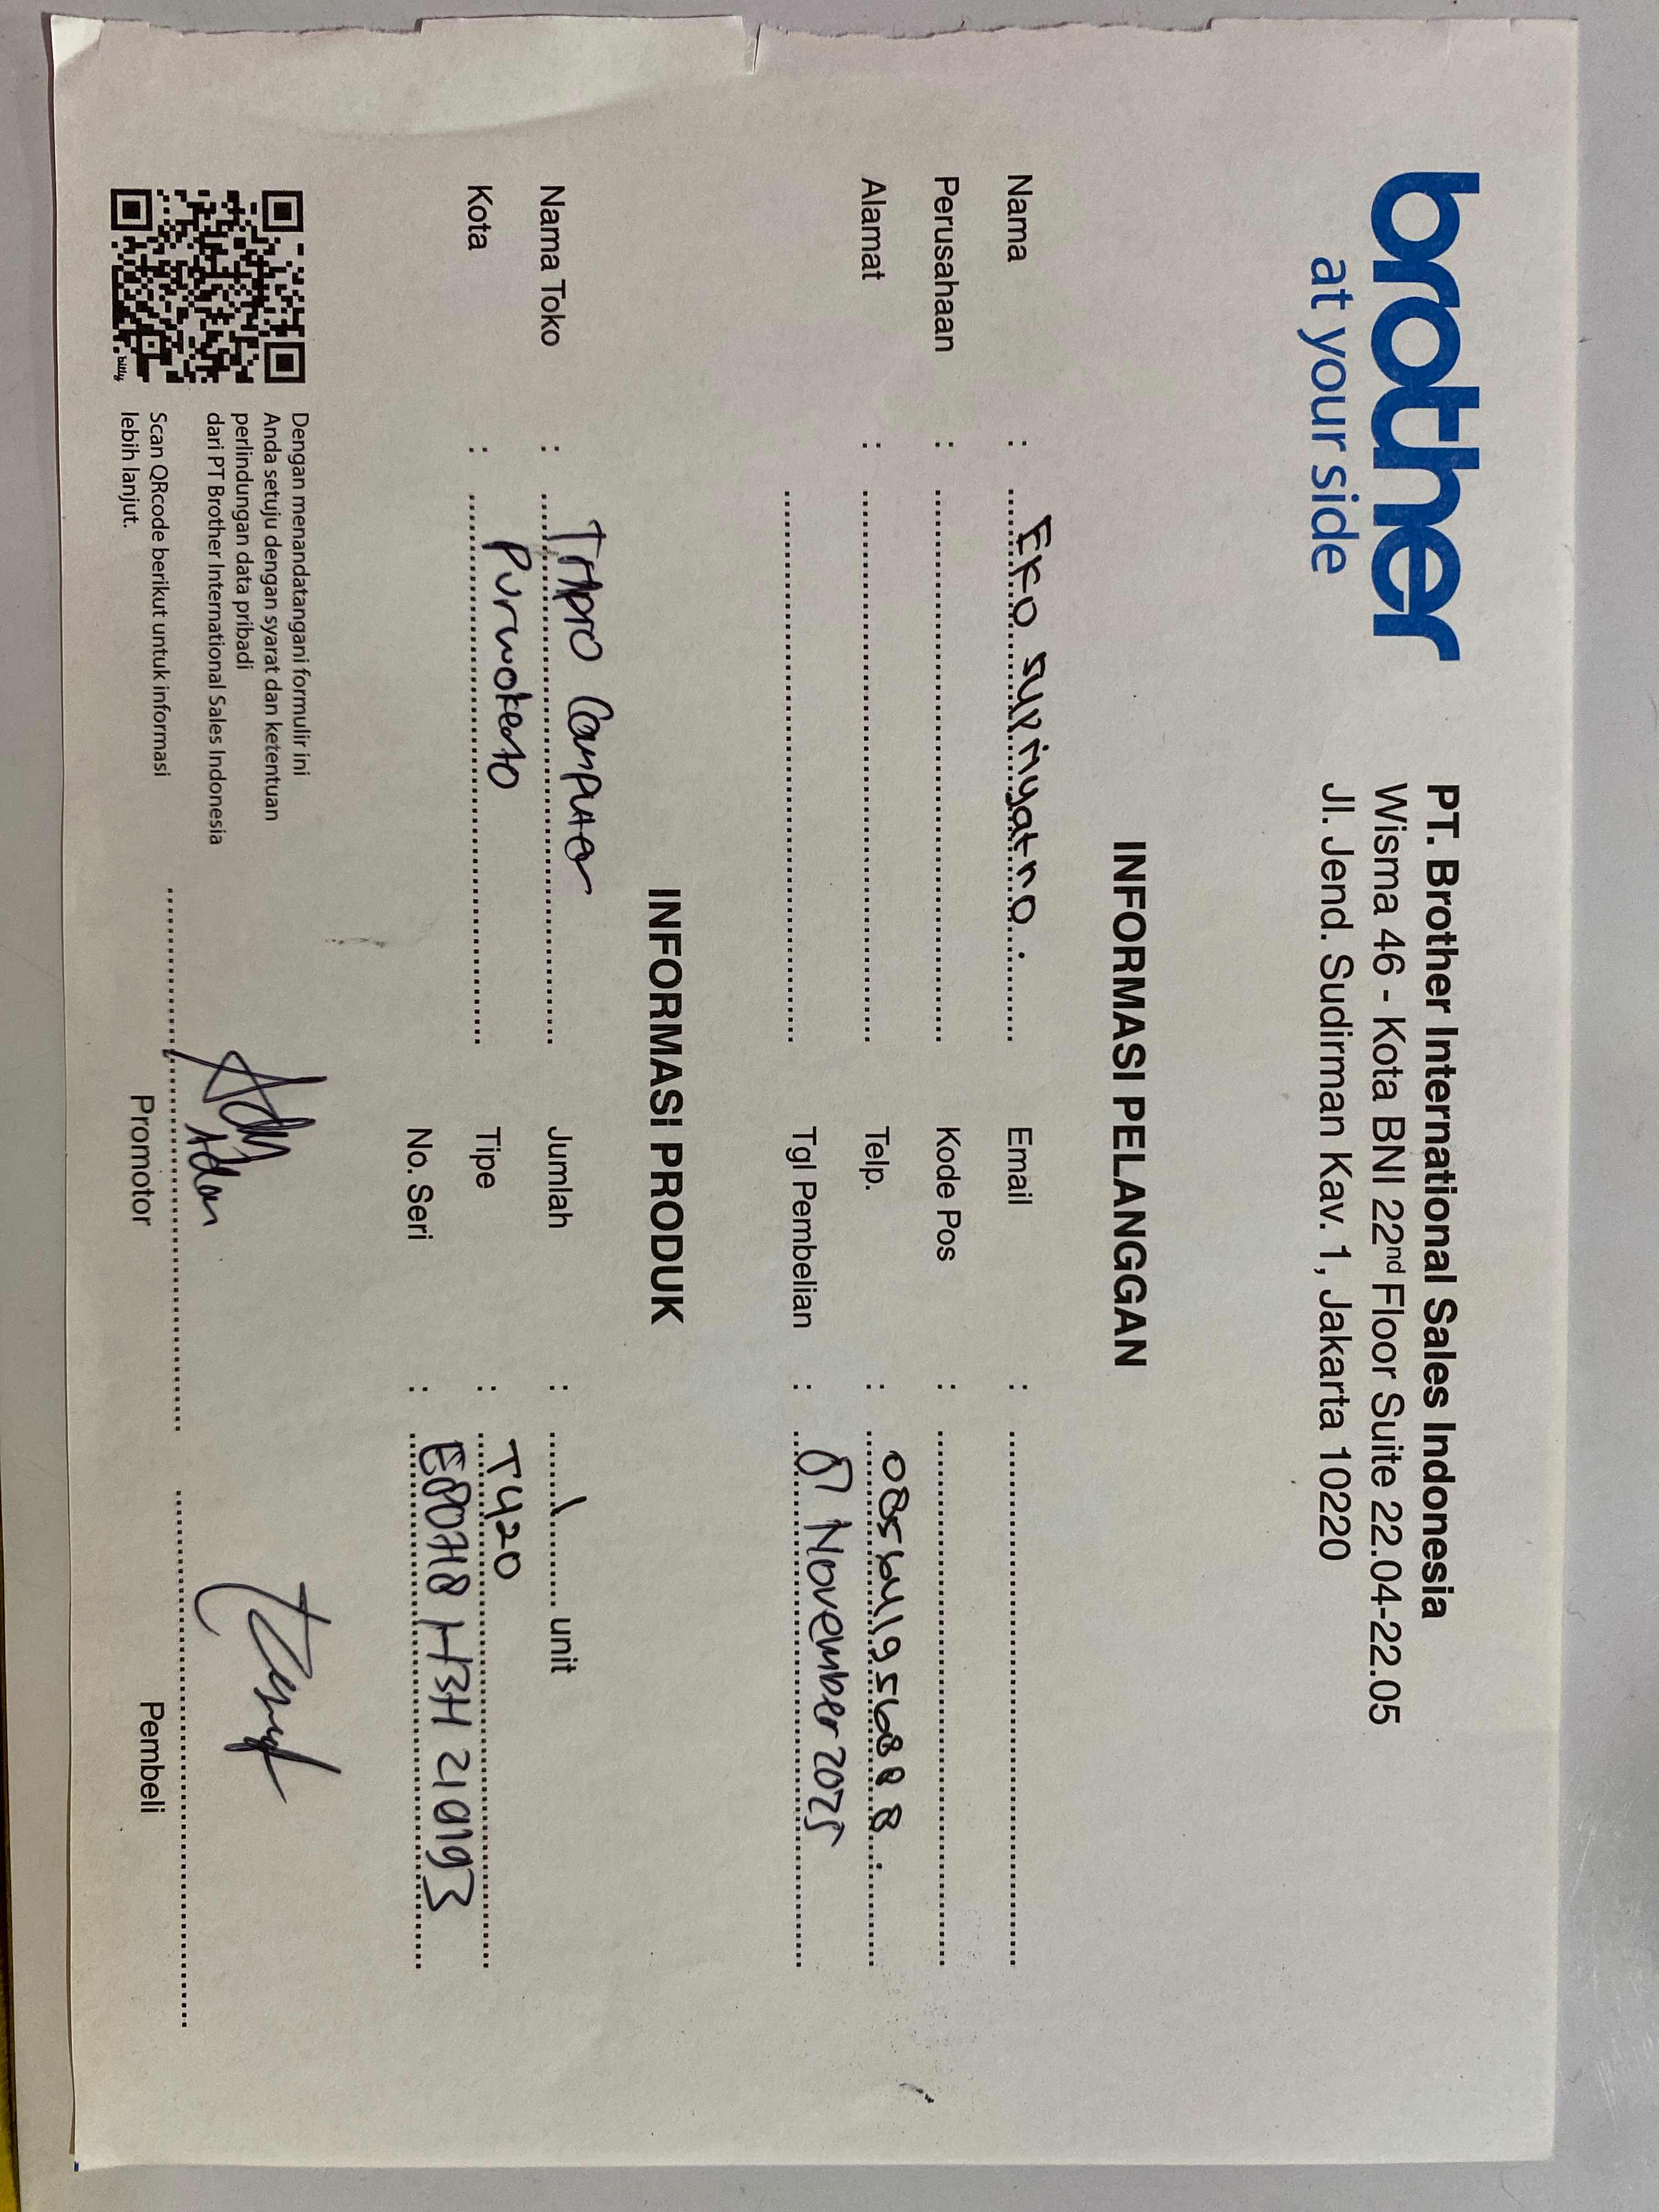 brother
at your side
PT. Brother International Sales Indonesia
Wisma 46 - Kota BNI 22nd Floor Suite 22.04-22.05
Jl. Jend. Sudirman Kav. 1, Jakarta 10220
INFORMASI PELANGGAN
Nama : EKO SUPRIYATNO. Email :
Perusahaan : Kode Pos :
Alamat : Telp. : 085641956888.
Tgl Pembelian : 07 November 2025
INFORMASI PRODUK
Nama Toko : Computer Jumlah : 1 unit
Kota : Purwokerto Tipe : T420
No. Seri :
Dengan menandatangani formulir ini
Anda setuju dengan syarat dan ketentuan
perlindungan data pribadi
dari PT Brother International Sales Indonesia
Scan QRcode berikut untuk informasi
lebih lanjut.
bitly
Promotor
Pembeli